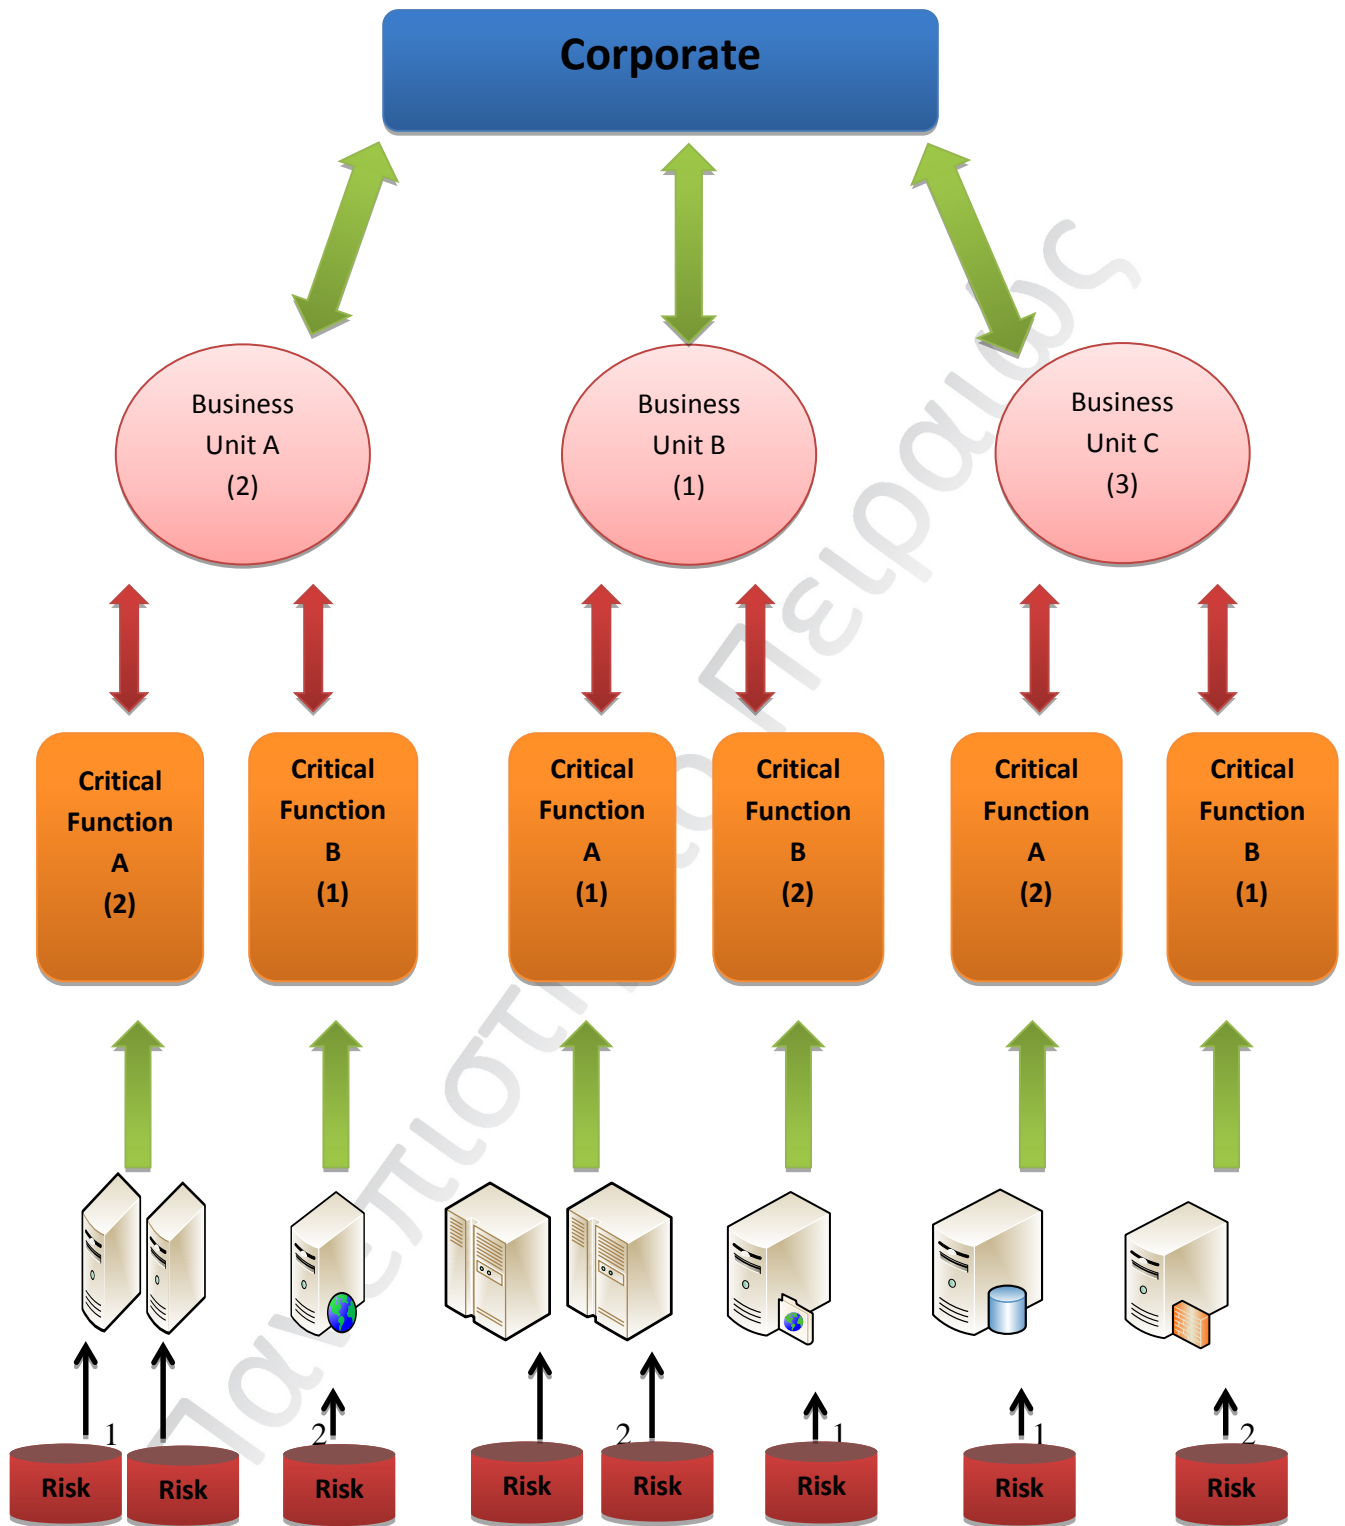 Corporate
Business
Unit A
(2)
Business
Unit B
(1)
Business
Unit C
(3)
Critical
Function
A
(2)
Critical
Function
B
(1)
Critical
Function
A
(1)
Critical
Function
B
(2)
Critical
Function
A
(2)
Critical
Function
B
(1)
1
2
2
1
1
2
Risk
Risk
Risk
Risk
Risk
Risk
Risk
Risk
Πειραιώς